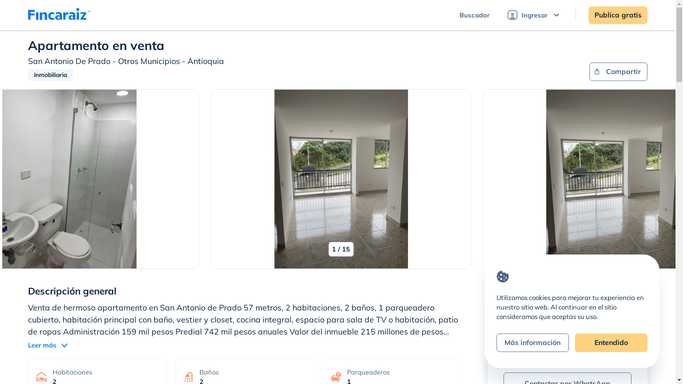 Fincaraiz
Buscador
Ingresar
Publica gratis
Apartamento en venta
San Antonio De Prado - Otros Municipios - Antioquia
Inmobiliaria
Compartir
1 / 15
Descripción general
Venta de hermoso apartamento en San Antonio de Prado 57 metros, 2 habitaciones, 2 baños, 1 parqueadero
cubierto, habitación principal con baño, vestier y closet, cocina integral, espacio para sala de TV o habitación, patio
de ropas Administración 159 mil pesos Predial 742 mil pesos anuales Valor del inmueble 215 millones de pesos...
Leer más
Habitaciones
2
Baños
2
Parqueaderos
1
Utilizamos cookies para mejorar tu experiencia en
nuestro sitio web. Al continuar en el sitio
consideramos que aceptas su uso.
Más información
Entendido
Contactar por WhatsApp